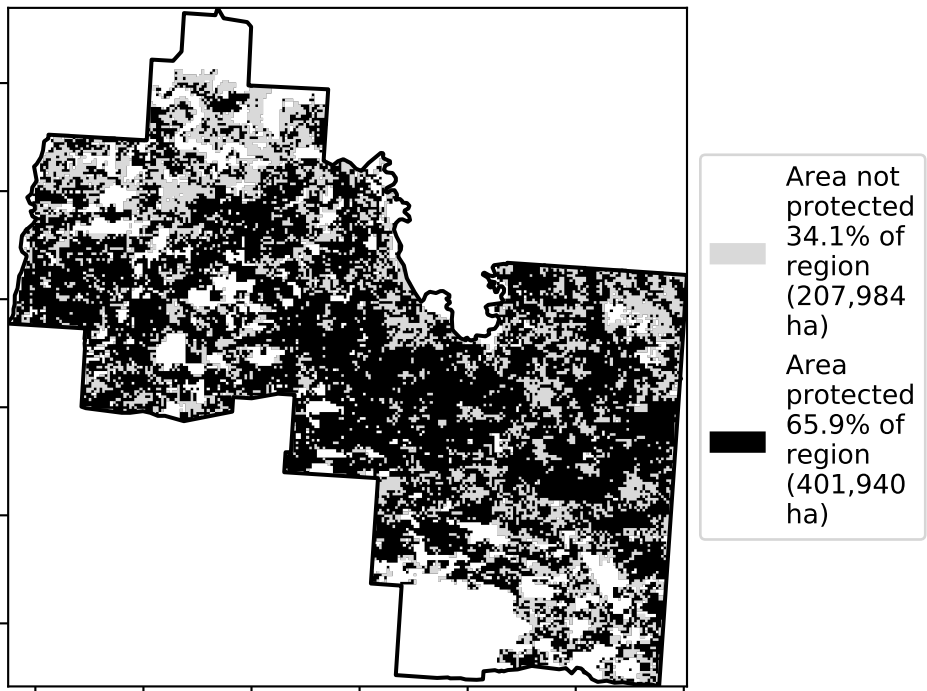 Area not
protected
34.1% of
region
(207,984
ha)
Area
protected
65.9% of
region
(401,940
ha)